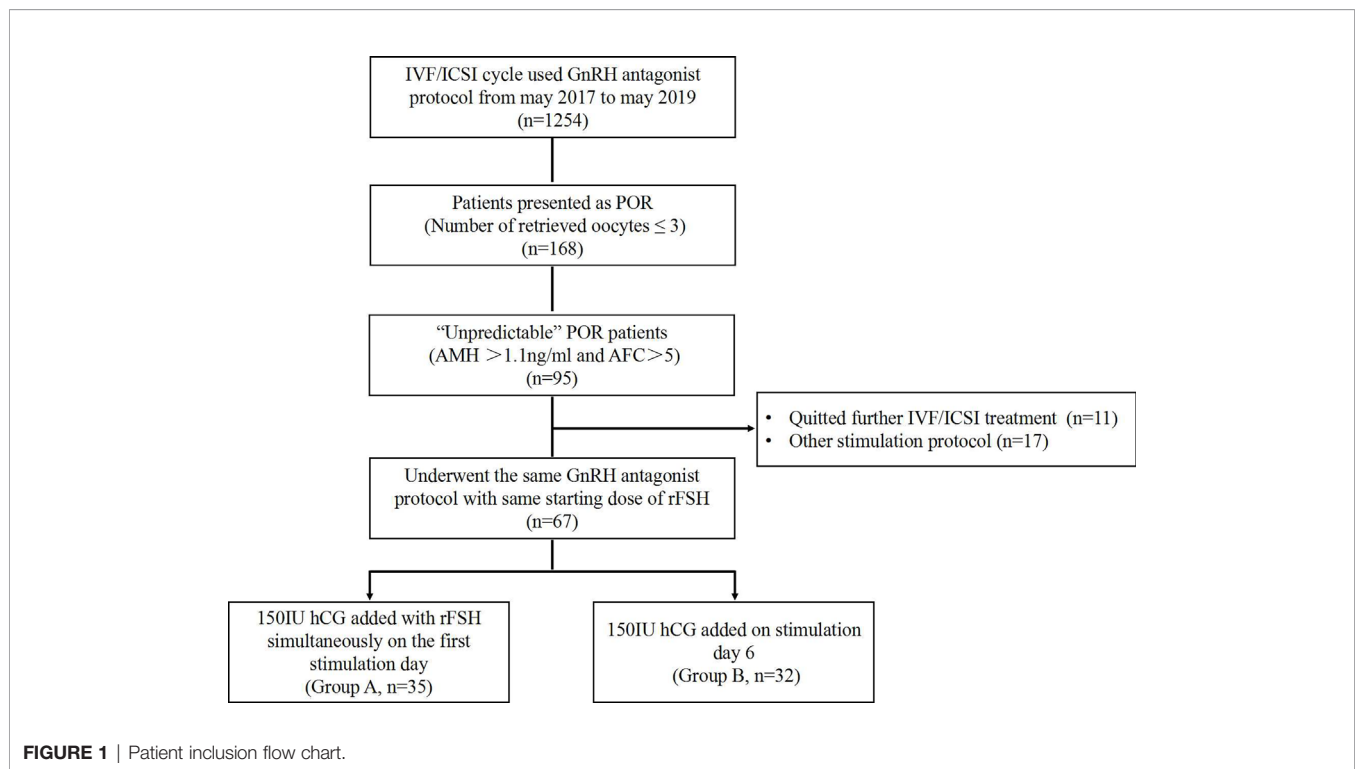 IVF/ICSI cycle used GnRH antagonist
protocol from may 2017 to may 2019
(n=1254)
Patients presented as POR
(Number of retrieved oocytes ≤ 3)
(n=168)
“Unpredictable” POR patients
(AMH ＞1.1ng/ml and AFC＞5)
(n=95)
• Quitted further IVF/ICSI treatment (n=11)
• Other stimulation protocol (n=17)
Underwent the same GnRH antagonist
protocol with same starting dose of rFSH
(n=67)
150IU hCG added with rFSH
simultaneously on the first
stimulation day
(Group A, n=35)
150IU hCG added on stimulation
day 6
(Group B, n=32)
FIGURE 1 | Patient inclusion flow chart.